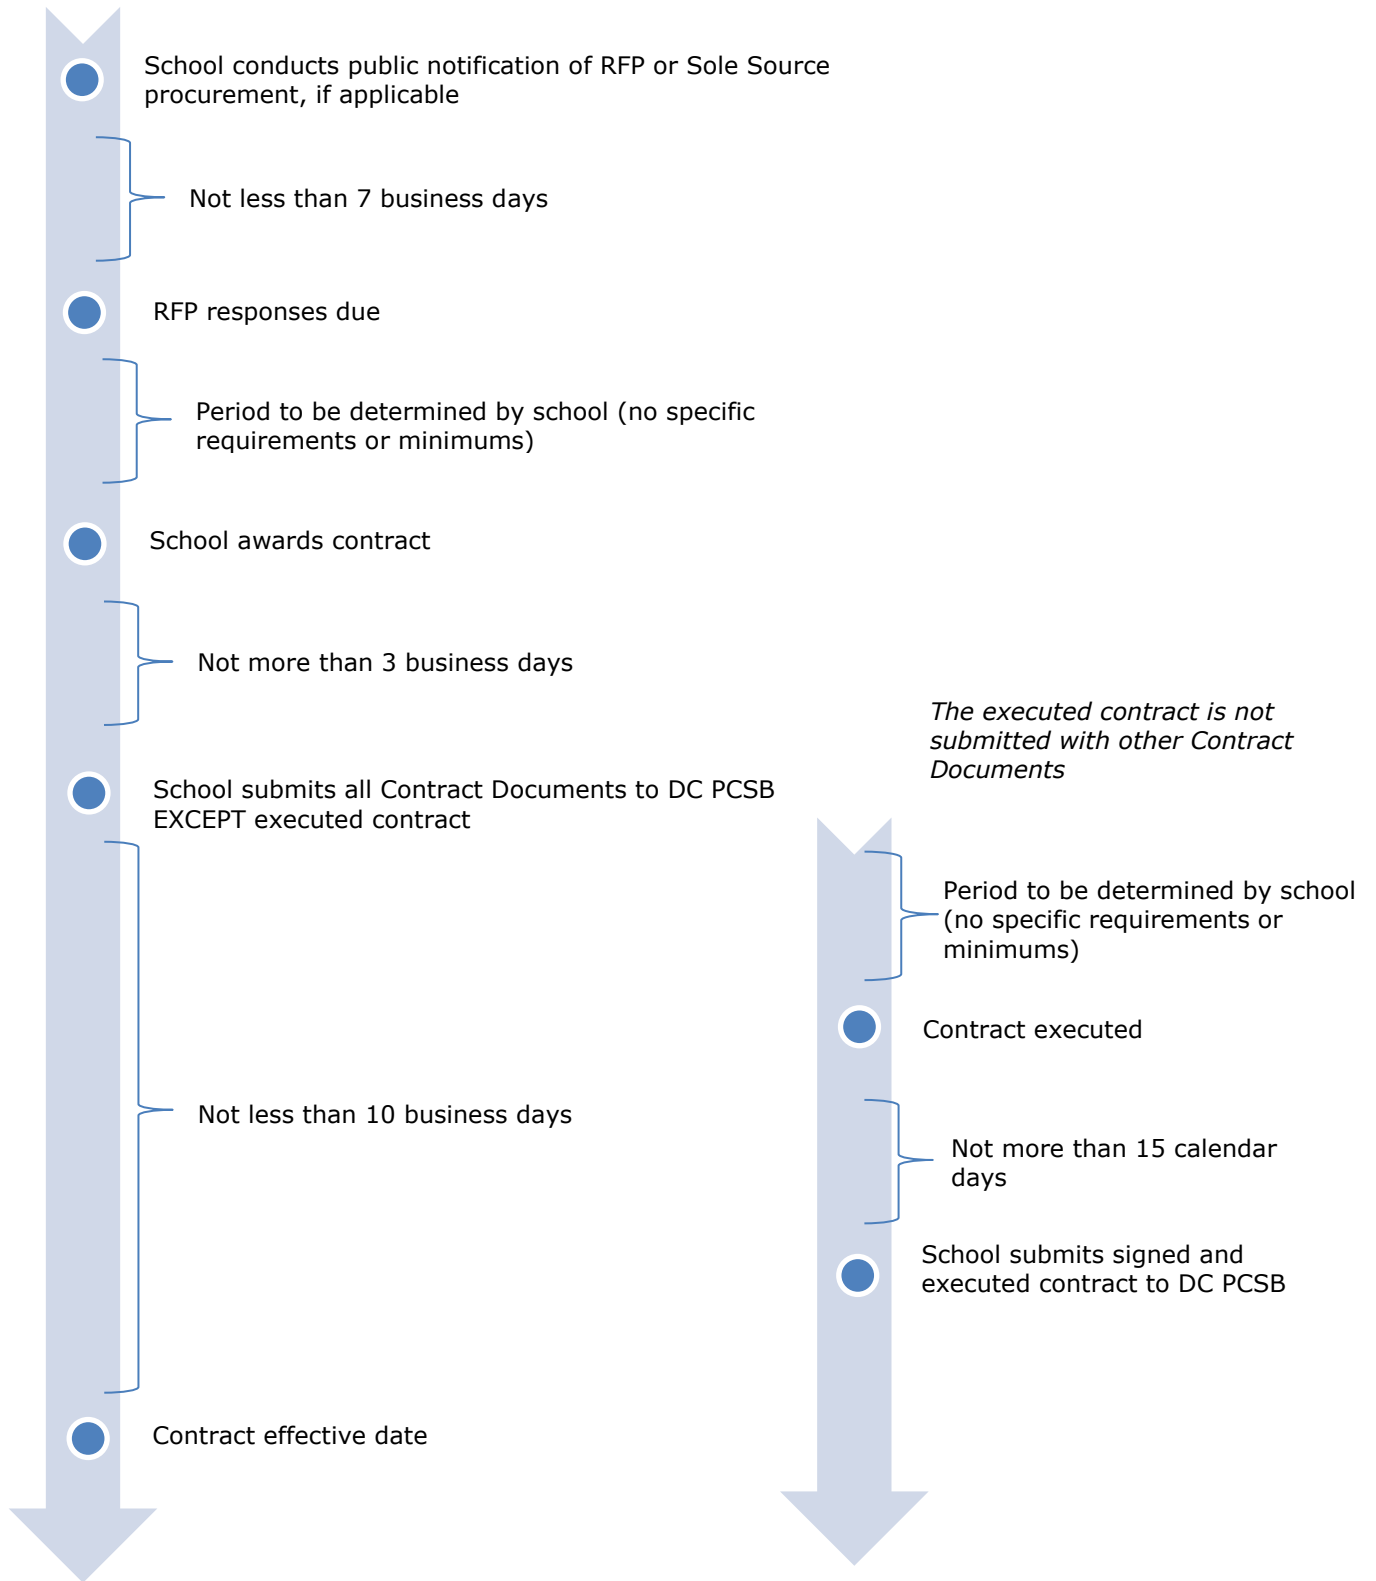 School conducts public notification of RFP or Sole Source
procurement, if applicable
Not less than 7 business days
RFP responses due
Period to be determined by school (no specific
requirements or minimums)
School awards contract
Not more than 3 business days
School submits all Contract Documents to DC PCSB
EXCEPT executed contract
Not less than 10 business days
Contract effective date
The executed contract is not
submitted with other Contract
Documents
Period to be determined by school
(no specific requirements or
minimums)
Contract executed
Not more than 15 calendar
days
School submits signed and
executed contract to DC PCSB